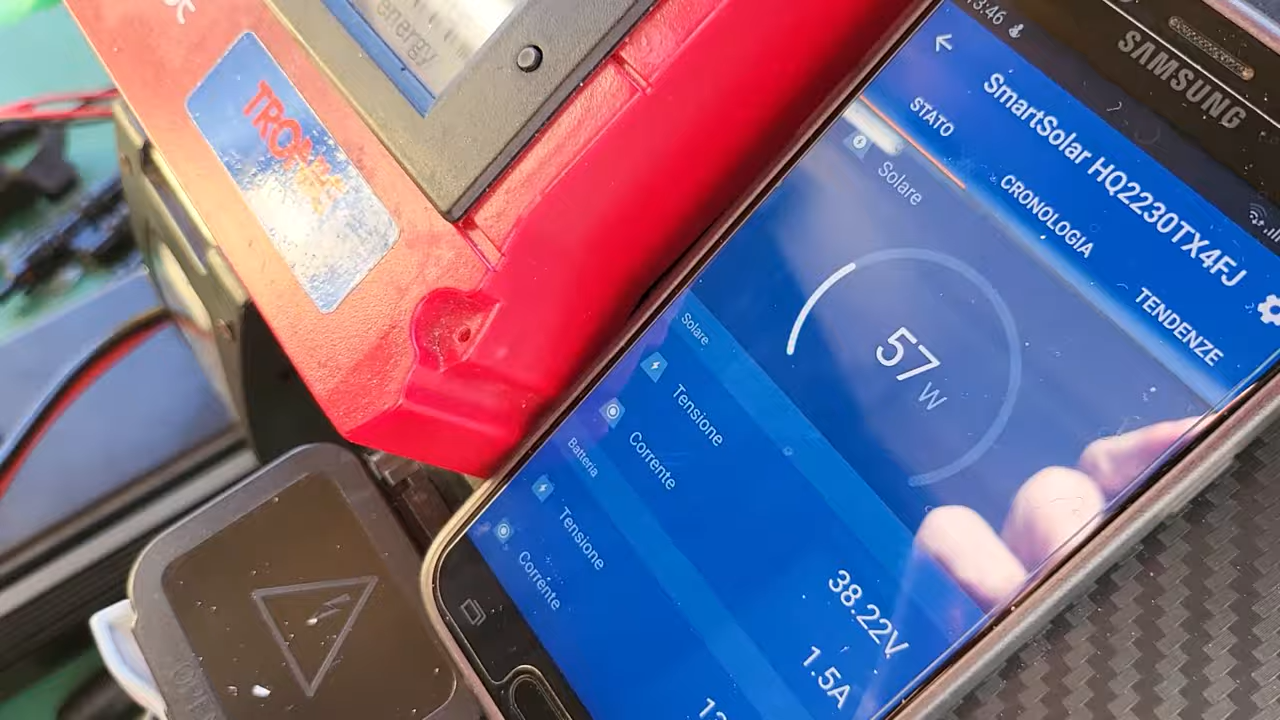 energy
TRONIC
13:46
SAMSUNG
SmartSolar HQ2230TX4FJ
STATO
CRONOLOGIA
TENDENZE
Solare
57 W
Solare
Tensione
38.22V
Corrente
1.5A
Batteria
Tensione
Corrente